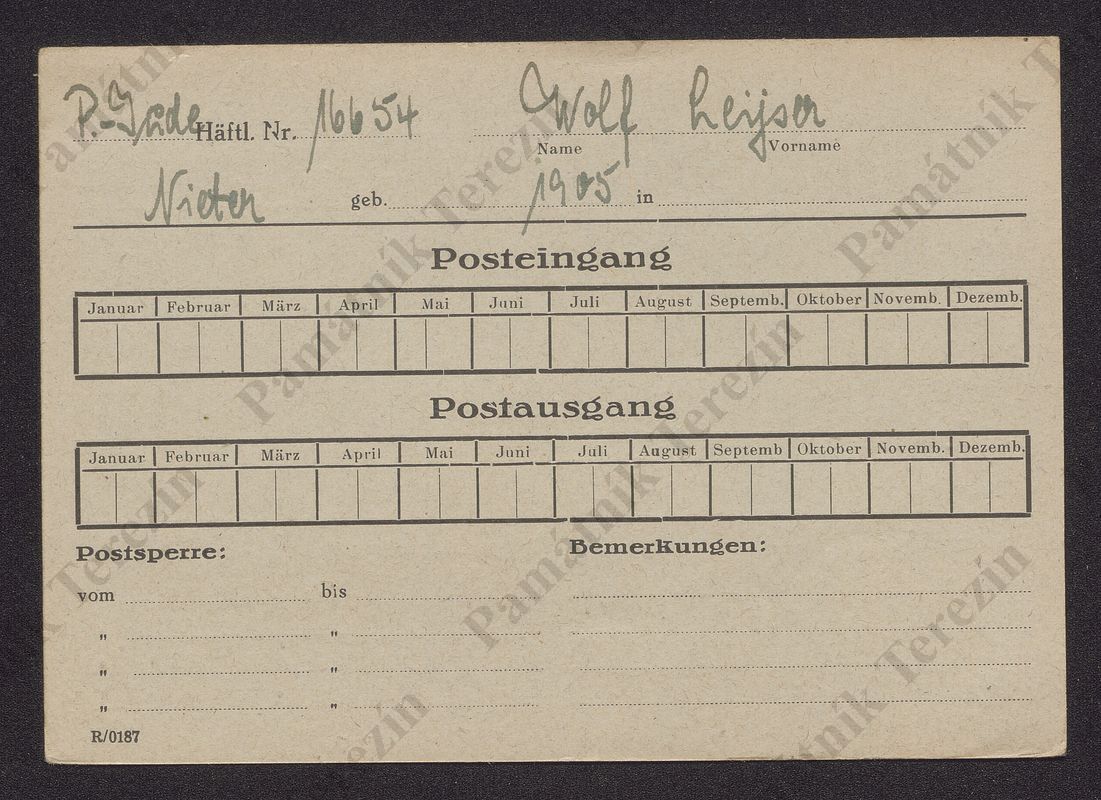 P.-Jude Häftl. Nr. 16654 Wolf Leijser
Name Vorname
Nieter geb. 1905 in
Posteingang
Januar Februar März April Mai Juni Juli August Septemb. Oktober Novemb. Dezemb.
Postausgang
Januar Februar März April Mai Juni Juli August Septemb Oktober Novemb. Dezemb.
Postsperre: Bemerkungen:
vom bis
" "
" "
" "
R/0187
Památník Terezín